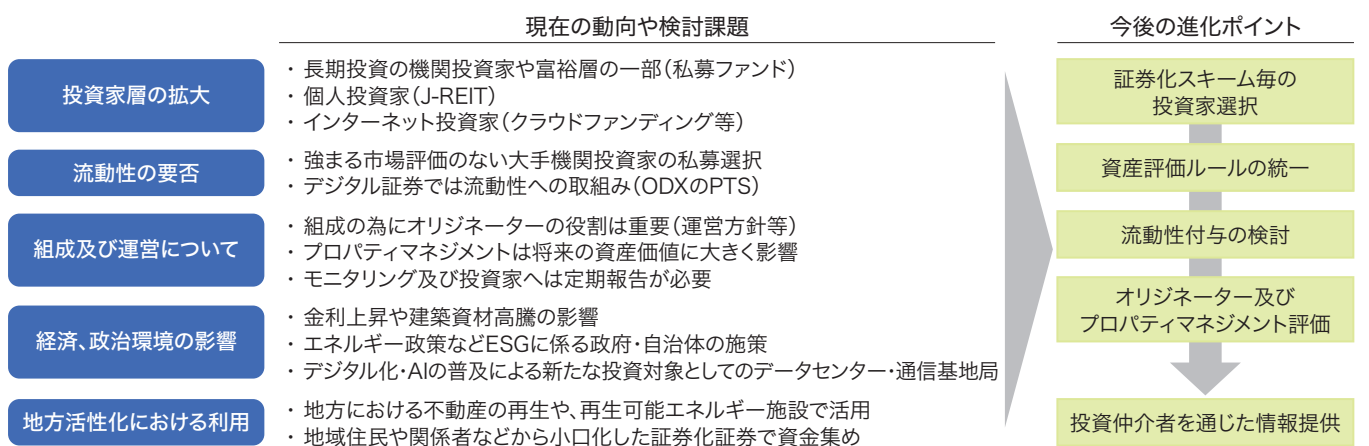 現在の動向や検討課題
今後の進化ポイント
投資家層の拡大
・ 長期投資の機関投資家や富裕層の一部（私募ファンド）
・ 個人投資家（J-REIT）
・ インターネット投資家（クラウドファンディング等）
流動性の要否
・ 強まる市場評価のない大手機関投資家の私募選択
・ デジタル証券では流動性への取組み（ODXのPTS）
組成及び運営について
・ 組成の為にオリジネーターの役割は重要（運営方針等）
・ プロパティマネジメントは将来の資産価値に大きく影響
・ モニタリング及び投資家へは定期報告が必要
経済、政治環境の影響
・ 金利上昇や建築資材高騰の影響
・ エネルギー政策などESGに係る政府・自治体の施策
・ デジタル化・AIの普及による新たな投資対象としてのデータセンター・通信基地局
地方活性化における利用
・ 地方における不動産の再生や、再生可能エネルギー施設で活用
・ 地域住民や関係者などから小口化した証券化証券で資金集め
証券化スキーム毎の
投資家選択
資産評価ルールの統一
流動性付与の検討
オリジネーター及び
プロパティマネジメント評価
投資仲介者を通じた情報提供